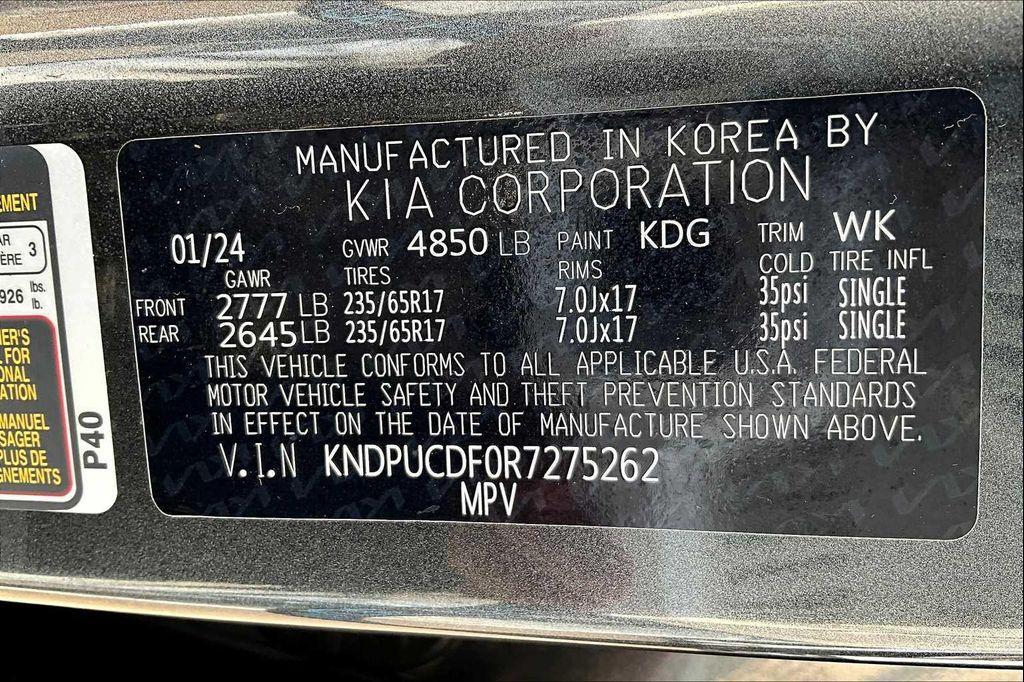 MANUFACTURED IN KOREA BY
KIA CORPORATION
01/24 GVWR 4850 LB PAINT KDG TRIM WK
GAWR TIRES RIMS COLD TIRE INFL
FRONT 2777 LB 235/65R17 7.0Jx17 35psi SINGLE
REAR 2645 LB 235/65R17 7.0Jx17 35psi SINGLE
THIS VEHICLE CONFORMS TO ALL APPLICABLE U.S.A. FEDERAL
MOTOR VEHICLE SAFETY AND THEFT PREVENTION STANDARDS
IN EFFECT ON THE DATE OF MANUFACTURE SHOWN ABOVE.
V.I.N KNDPUCDF0R7275262
MPV
3
926 lbs.
lb.
FOR
MANUEL
PLUS DE
P40